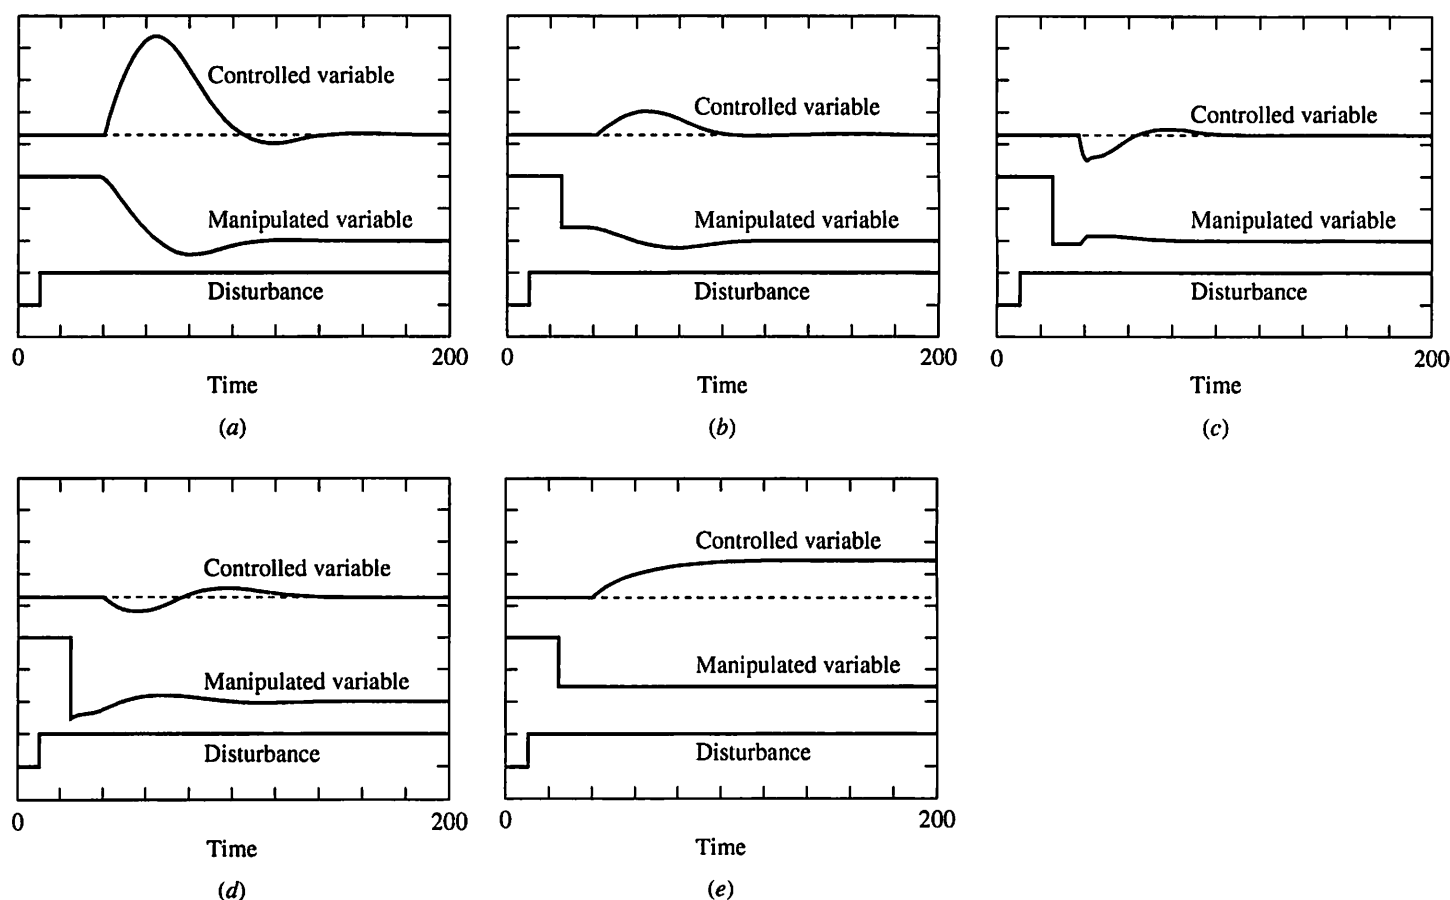 Controlled variable
Manipulated variable
Disturbance
0 200
Time
(a)
Controlled variable
Manipulated variable
Disturbance
0 200
Time
(b)
Controlled variable
Manipulated variable
Disturbance
0 200
Time
(c)
Controlled variable
Manipulated variable
Disturbance
0 200
Time
(d)
Controlled variable
Manipulated variable
Disturbance
0 200
Time
(e)